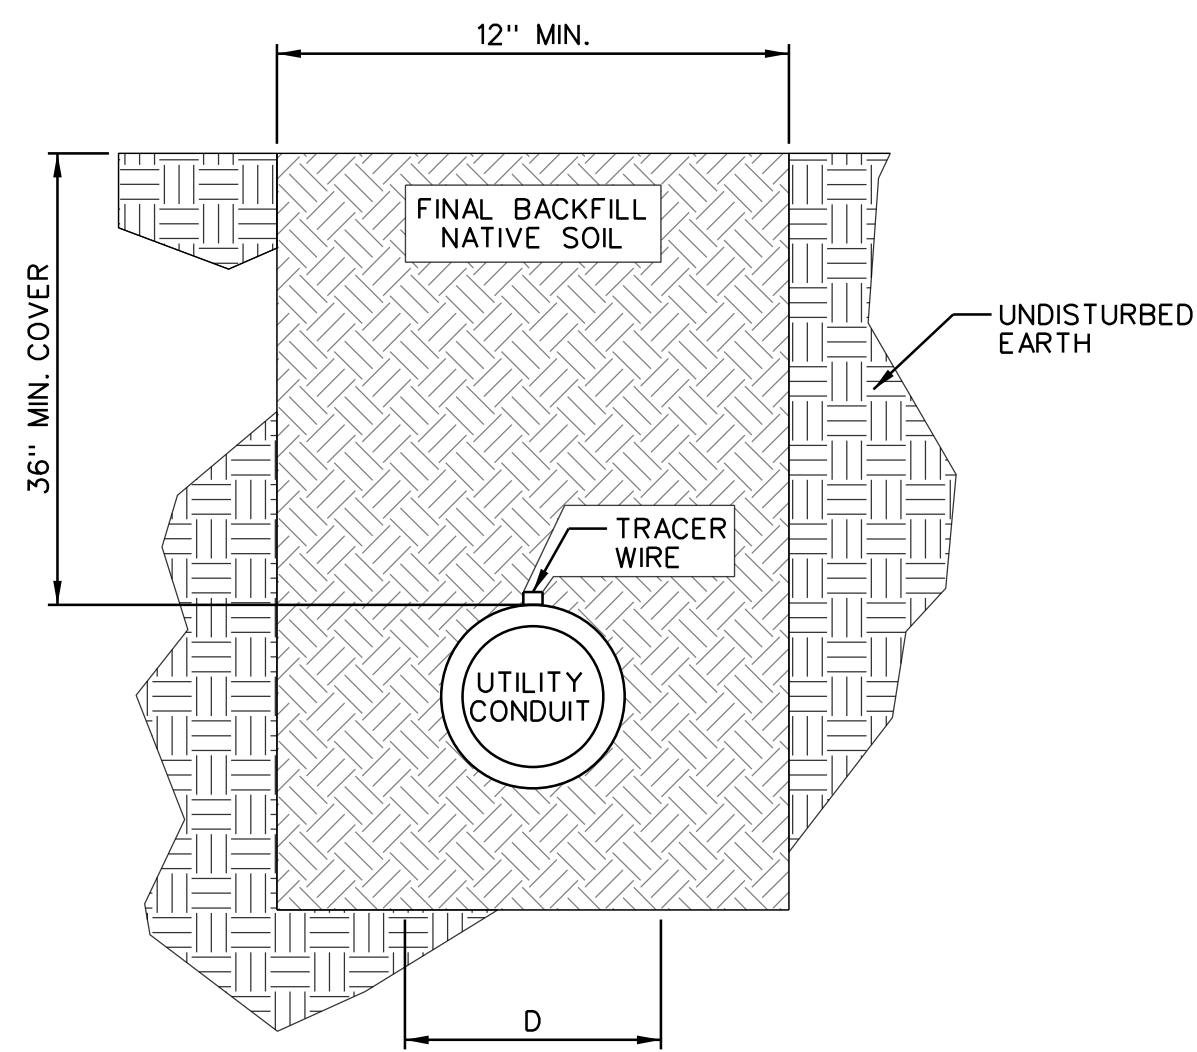 12" MIN.
FINAL BACKFILL
NATIVE SOIL
36" MIN. COVER
UNDISTURBED
EARTH
TRACER
WIRE
UTILITY
CONDUIT
D